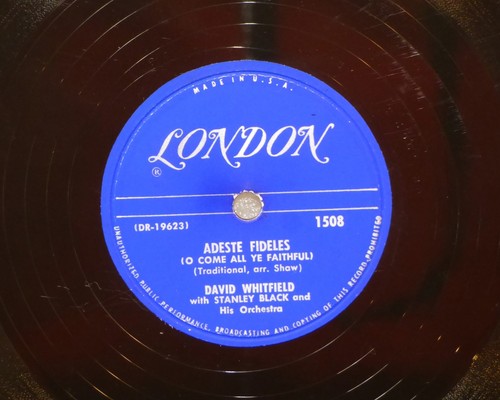 MADE IN U.S.A.
LONDON
®
(DR-19623) 1508
ADESTE FIDELES
(O COME ALL YE FAITHFUL)
(Traditional, arr. Shaw)
DAVID WHITFIELD
with STANLEY BLACK and
His Orchestra
UNAUTHORIZED PUBLIC PERFORMANCE, BROADCASTING AND COPYING OF THIS RECORD PROHIBITED